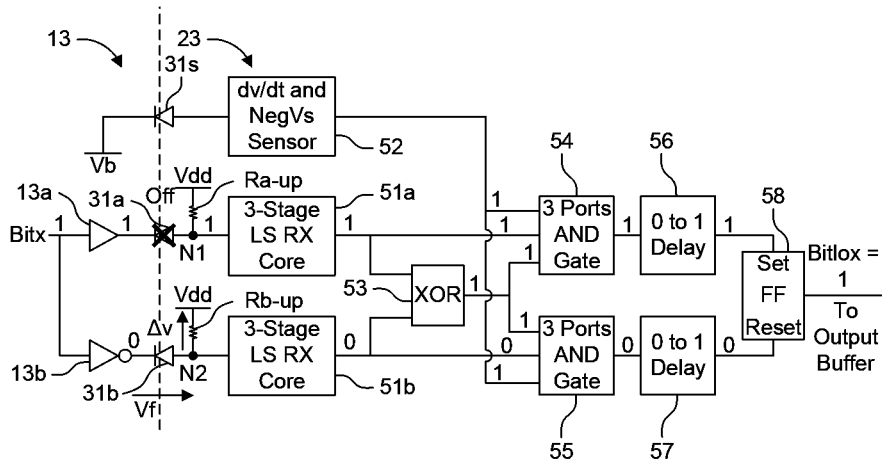 13
23
31s
dv/dt and
NegVs
Sensor
52
Vb
54
56
13a
31a
Off
Vdd
Ra-up
51a
58
Bitx
1
1
N1
1
3-Stage
LS RX
Core
1
1
1
3 Ports
AND
Gate
1
0 to 1
Delay
1
Set
FF
Reset
Bitlox =
1
To
Output
Buffer
53
XOR
1
1
13b
0
Δv
Vdd
Rb-up
31b
N2
Vf
3-Stage
LS RX
Core
0
51b
0
1
3 Ports
AND
Gate
0
0 to 1
Delay
0
55
57